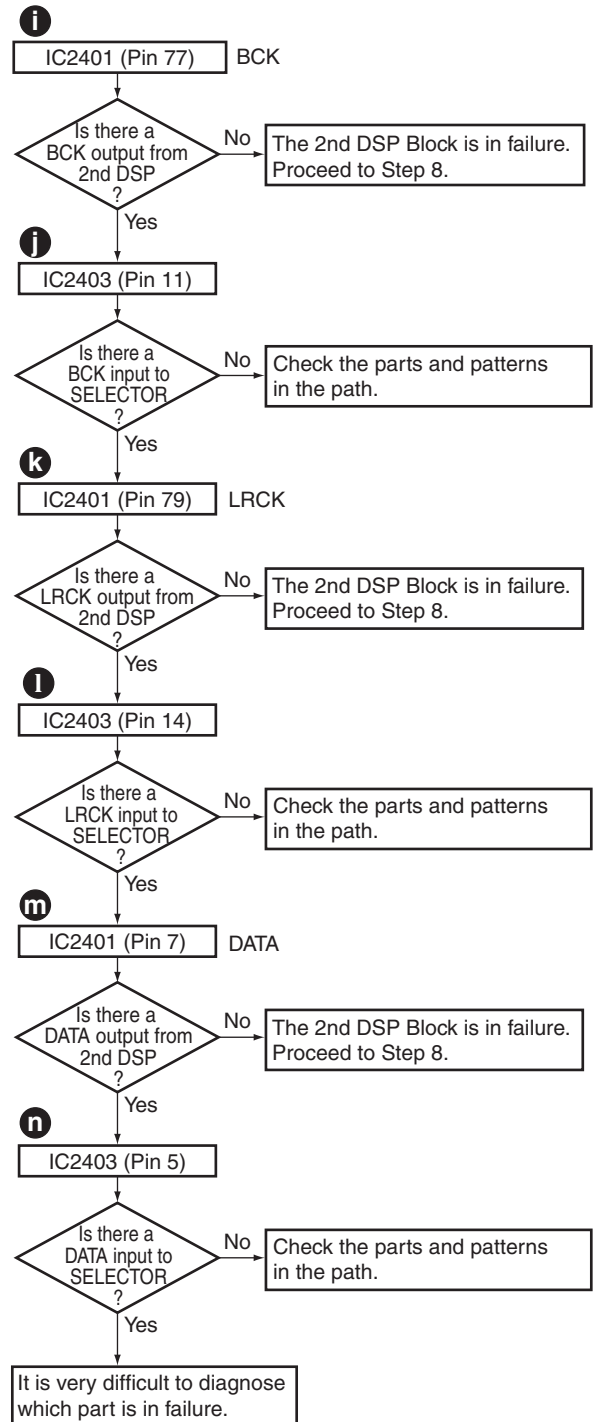 i
IC2401 (Pin 77) BCK
Is there a
BCK output from
2nd DSP
?
No
The 2nd DSP Block is in failure.
Proceed to Step 8.
Yes
j
IC2403 (Pin 11)
Is there a
BCK input to
SELECTOR
?
No
Check the parts and patterns
in the path.
Yes
k
IC2401 (Pin 79) LRCK
Is there a
LRCK output from
2nd DSP
?
No
The 2nd DSP Block is in failure.
Proceed to Step 8.
Yes
l
IC2403 (Pin 14)
Is there a
LRCK input to
SELECTOR
?
No
Check the parts and patterns
in the path.
Yes
m
IC2401 (Pin 7) DATA
Is there a
DATA output from
2nd DSP
?
No
The 2nd DSP Block is in failure.
Proceed to Step 8.
Yes
n
IC2403 (Pin 5)
Is there a
DATA input to
SELECTOR
?
No
Check the parts and patterns
in the path.
Yes
It is very difficult to diagnose
which part is in failure.